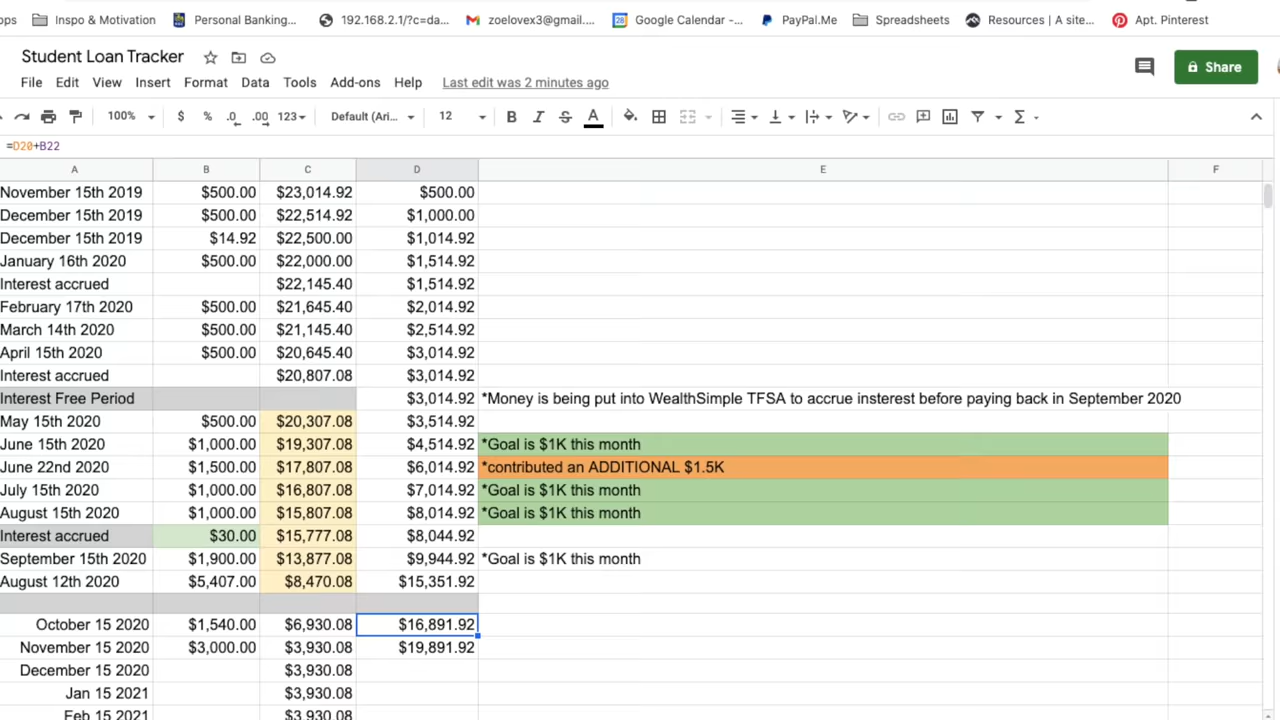 ops Inspo & Motivation Personal Banking... 192.168.2.1/?c=da... zoelovex3@gmail.... 28 Google Calendar -... PayPal.Me Spreadsheets Resources | A site... Apt. Pinterest
Student Loan Tracker
Share
File Edit View Insert Format Data Tools Add-ons Help Last edit was 2 minutes ago
100% $ % .0 .00 123 Default (Ari... 12 B I S A Σ
=D20+B22
A B C D E F
November 15th 2019 $500.00 $23,014.92 $500.00
December 15th 2019 $500.00 $22,514.92 $1,000.00
December 15th 2019 $14.92 $22,500.00 $1,014.92
January 16th 2020 $500.00 $22,000.00 $1,514.92
Interest accrued $22,145.40 $1,514.92
February 17th 2020 $500.00 $21,645.40 $2,014.92
March 14th 2020 $500.00 $21,145.40 $2,514.92
April 15th 2020 $500.00 $20,645.40 $3,014.92
Interest accrued $20,807.08 $3,014.92
Interest Free Period $3,014.92 *Money is being put into WealthSimple TFSA to accrue insterest before paying back in September 2020
May 15th 2020 $500.00 $20,307.08 $3,514.92
June 15th 2020 $1,000.00 $19,307.08 $4,514.92 *Goal is $1K this month
June 22nd 2020 $1,500.00 $17,807.08 $6,014.92 *contributed an ADDITIONAL $1.5K
July 15th 2020 $1,000.00 $16,807.08 $7,014.92 *Goal is $1K this month
August 15th 2020 $1,000.00 $15,807.08 $8,014.92 *Goal is $1K this month
Interest accrued $30.00 $15,777.08 $8,044.92
September 15th 2020 $1,900.00 $13,877.08 $9,944.92 *Goal is $1K this month
August 12th 2020 $5,407.00 $8,470.08 $15,351.92
October 15 2020 $1,540.00 $6,930.08 $16,891.92
November 15 2020 $3,000.00 $3,930.08 $19,891.92
December 15 2020 $3,930.08
Jan 15 2021 $3,930.08
Feb 15 2021 $3,930.08